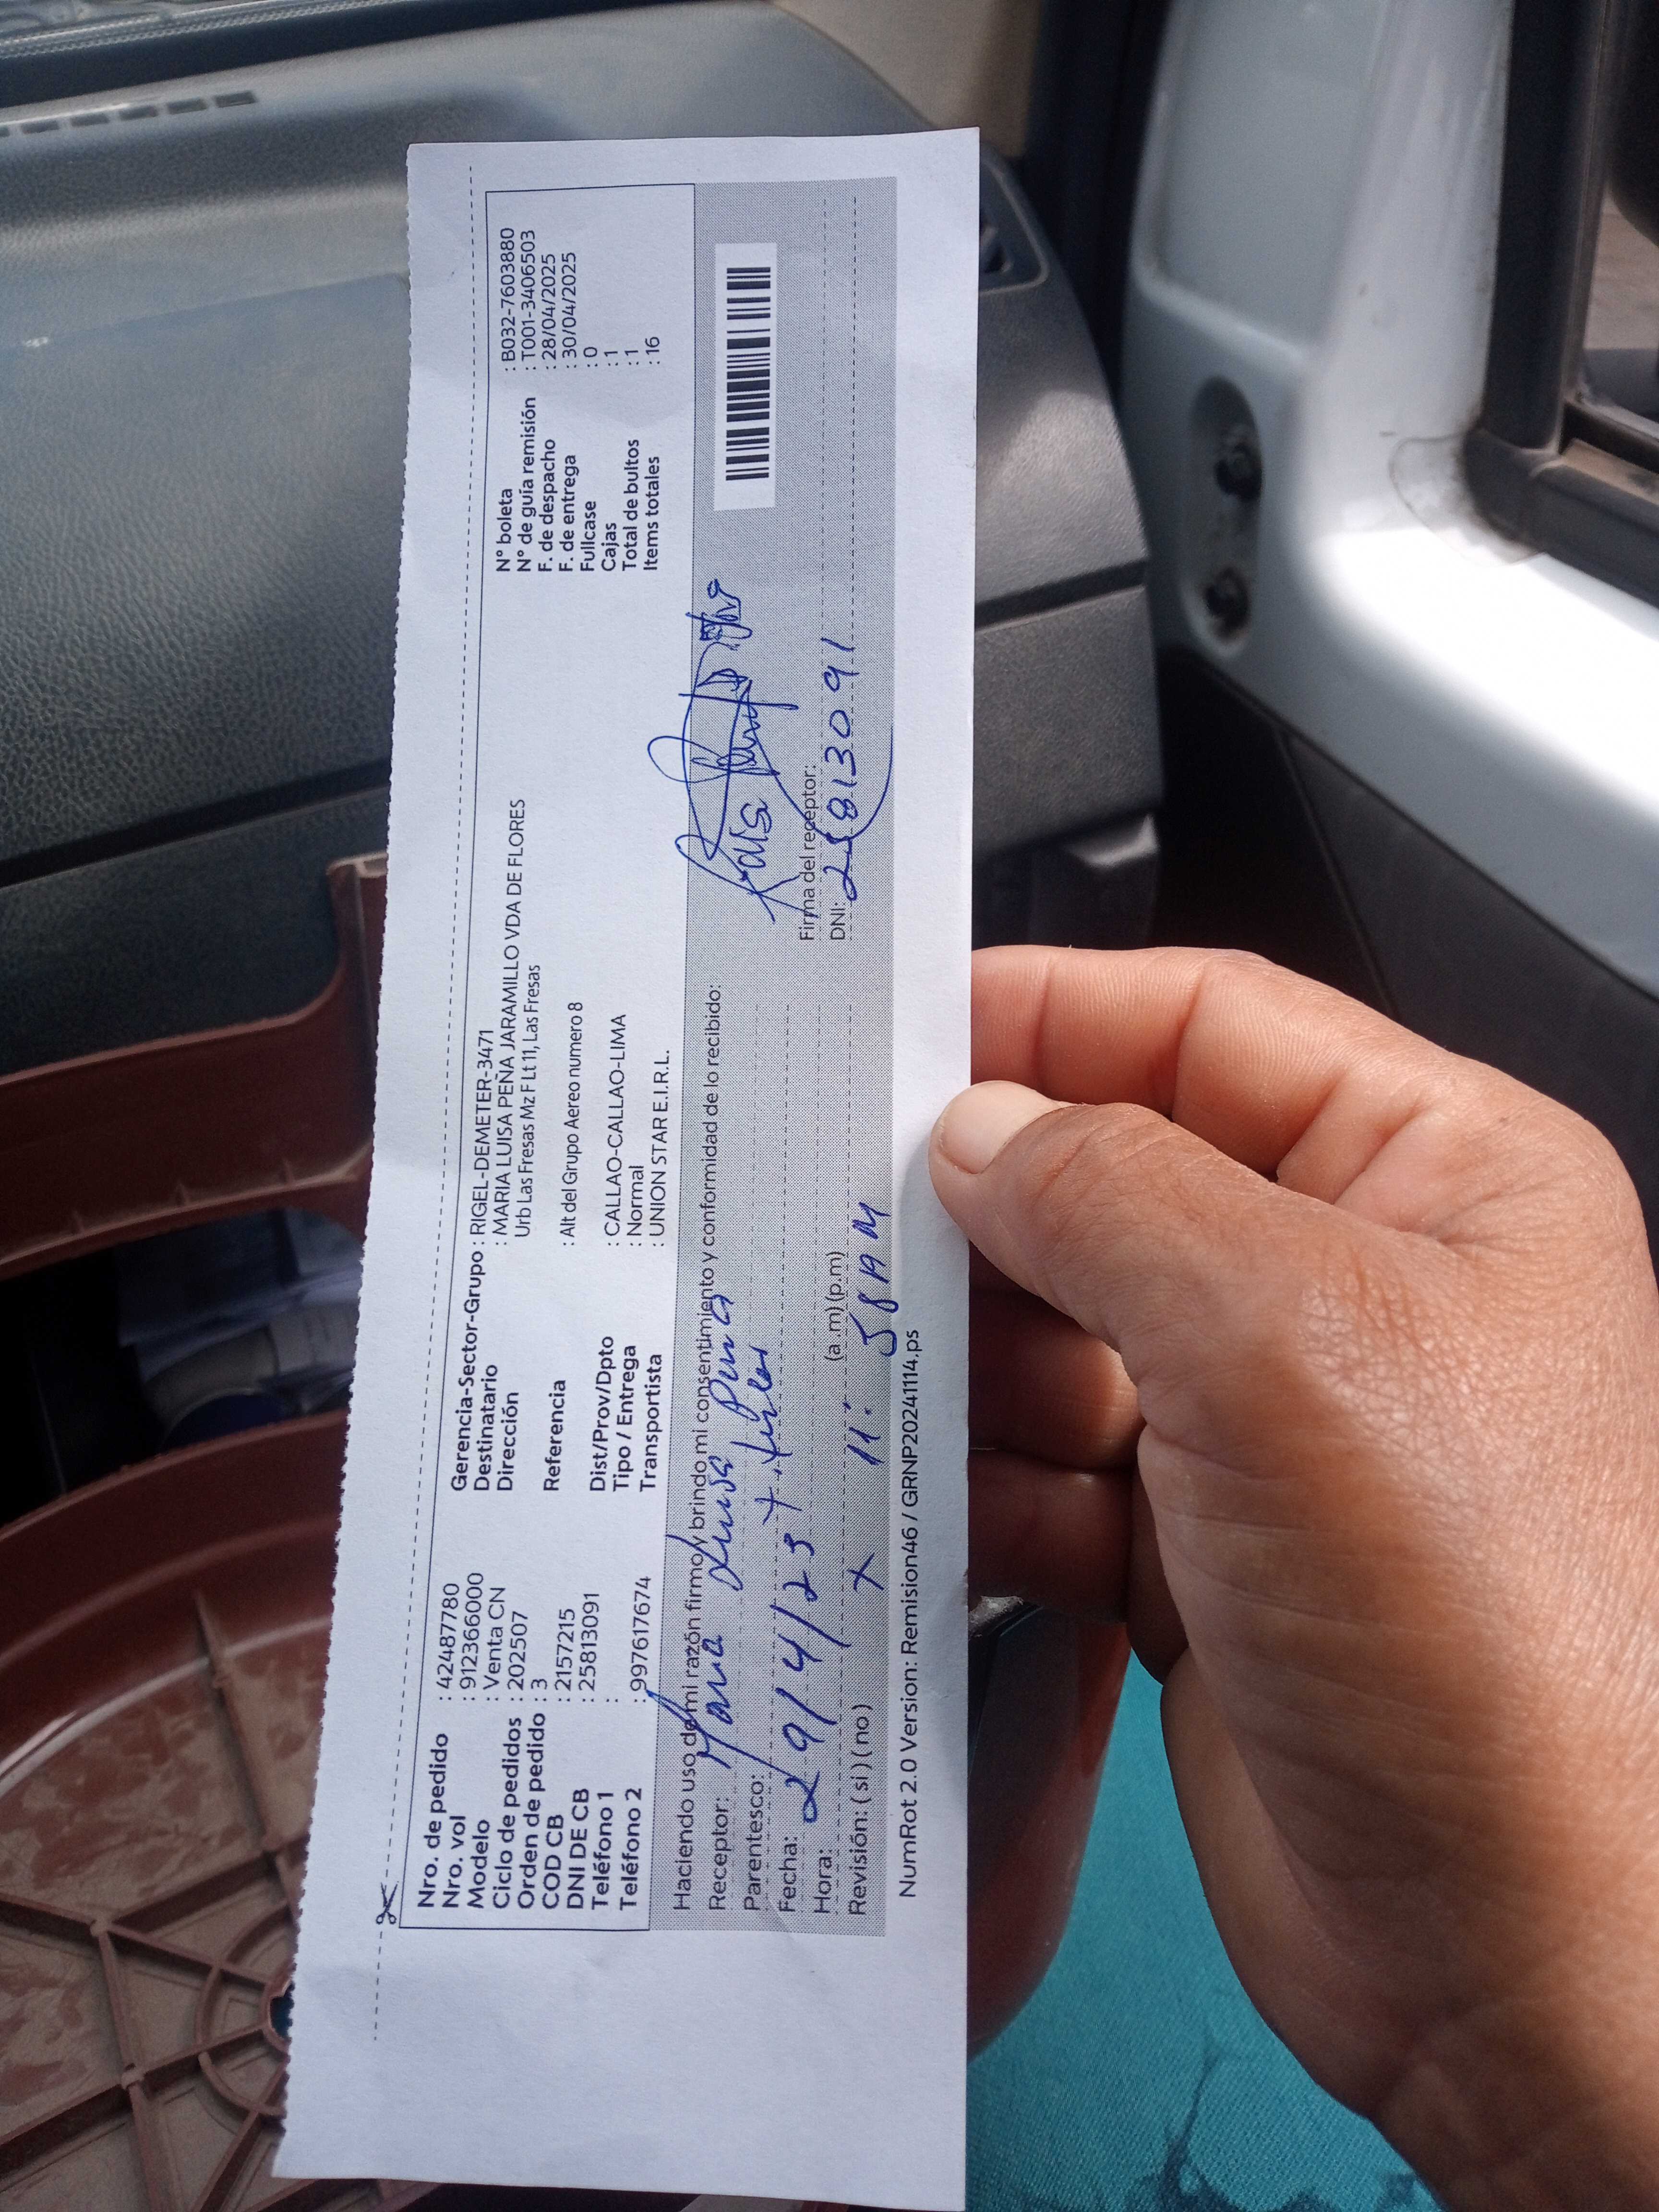 Nro. de pedido : 42487780
Nro. vol : 912366000
Modelo : Venta CN
Ciclo de pedidos : 202507
Orden de pedido : 3
COD CB : 2157215
DNI DE CB : 25813091
Teléfono 1 :
Teléfono 2 : 997617674
Gerencia-Sector-Grupo : RIGEL-DEMETER-3471
Destinatario : MARIA LUISA PEÑA JARAMILLO VDA DE FLORES
Dirección Urb Las Fresas Mz F Lt 11, Las Fresas
Referencia : Alt del Grupo Aereo numero 8
Dist/Prov/Dpto : CALLAO-CALLAO-LIMA
Tipo / Entrega : Normal
Transportista : UNION STAR E.I.R.L.
N° boleta : B032-7603880
N° de guía remisión : T001-3406503
F. de despacho : 28/04/2025
F. de entrega : 30/04/2025
Fullcase : 0
Cajas : 1
Total de bultos : 1
Items totales : 16
Haciendo uso de mi razón firmo y brindo mi consentimiento y conformidad de lo recibido:
Receptor: Maria Luisa Peña
Parentesco:
Fecha: 29/4/25
Hora: (a.m) (p.m)
Revisión: ( si ) ( no ) X 11: 58 AM
Firma del receptor:
DNI: 25813091
NumRot 2.0 Version: Remision46 / GRNP20241114.ps